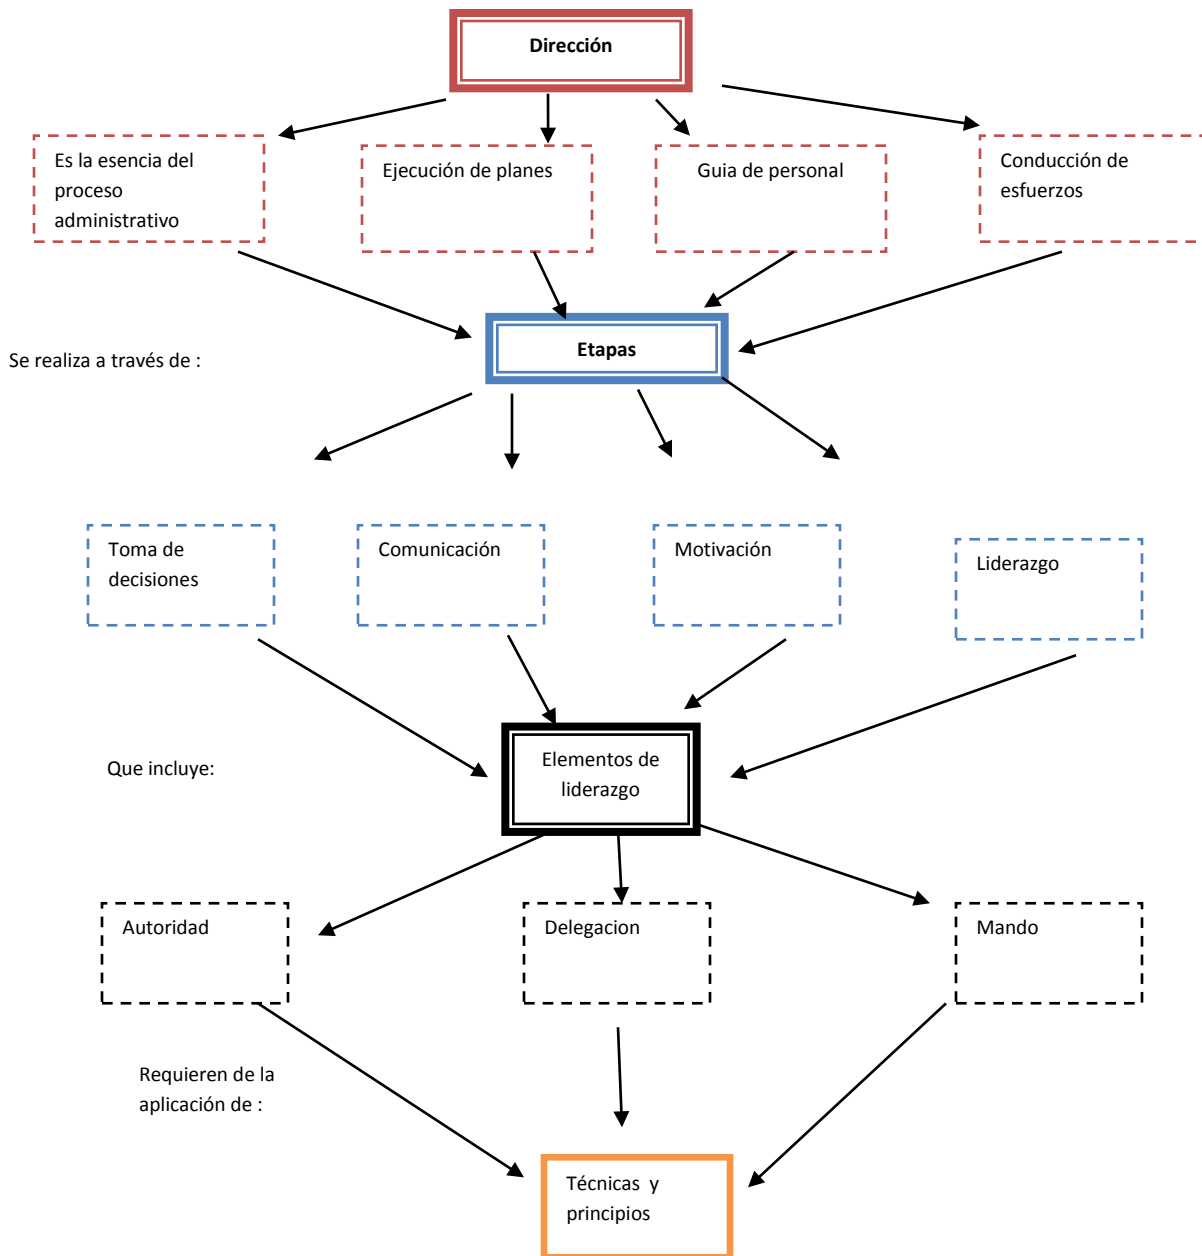 Dirección
Es la esencia del
proceso
administrativo
Ejecución de planes
Guia de personal
Conducción de
esfuerzos
Etapas
Se realiza a través de :
Toma de
decisiones
Comunicación
Motivación
Liderazgo
Elementos de
liderazgo
Que incluye:
Autoridad
Delegacion
Mando
Requieren de la
aplicación de :
Técnicas y
principios